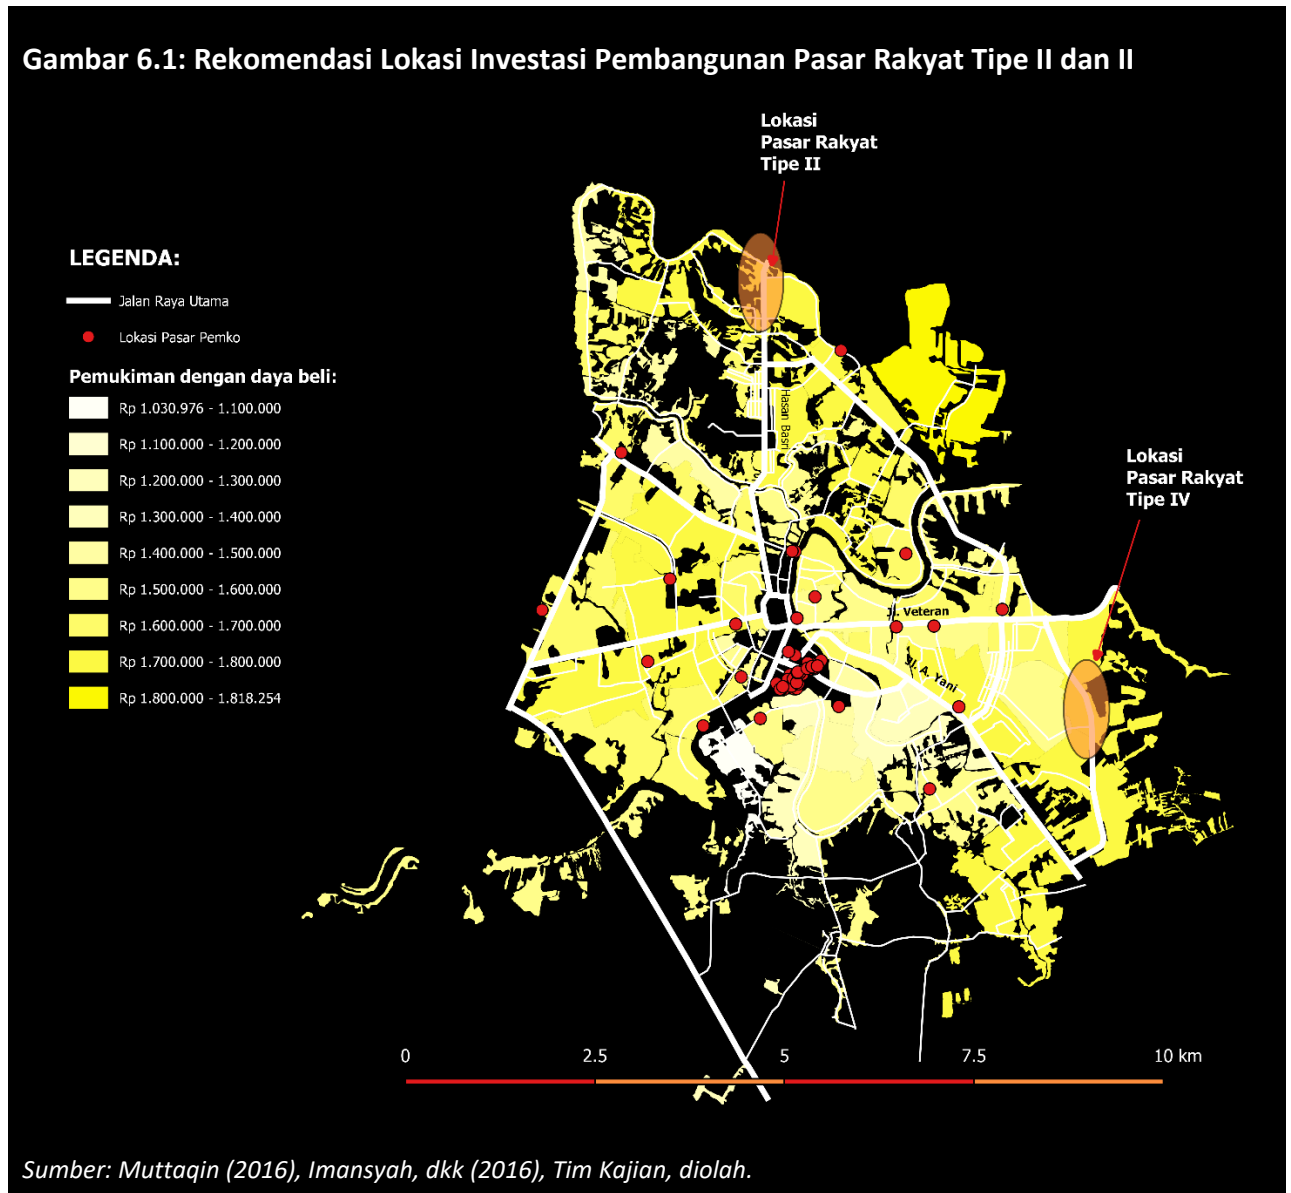 Gambar 6.1: Rekomendasi Lokasi Investasi Pembangunan Pasar Rakyat Tipe II dan II
Lokasi
Pasar Rakyat
Tipe II
LEGENDA:
Jalan Raya Utama
Lokasi Pasar Pemko
Pemukiman dengan daya beli:
Rp 1.030.976 - 1.100.000
Rp 1.100.000 - 1.200.000
Rp 1.200.000 - 1.300.000
Rp 1.300.000 - 1.400.000
Rp 1.400.000 - 1.500.000
Rp 1.500.000 - 1.600.000
Rp 1.600.000 - 1.700.000
Rp 1.700.000 - 1.800.000
Rp 1.800.000 - 1.818.254
Hasan Basri
Lokasi
Pasar Rakyat
Tipe IV
Jl. Veteran
Jl. A. Yani
0 2.5 5 7.5 10 km
Sumber: Muttaqin (2016), Imansyah, dkk (2016), Tim Kajian, diolah.